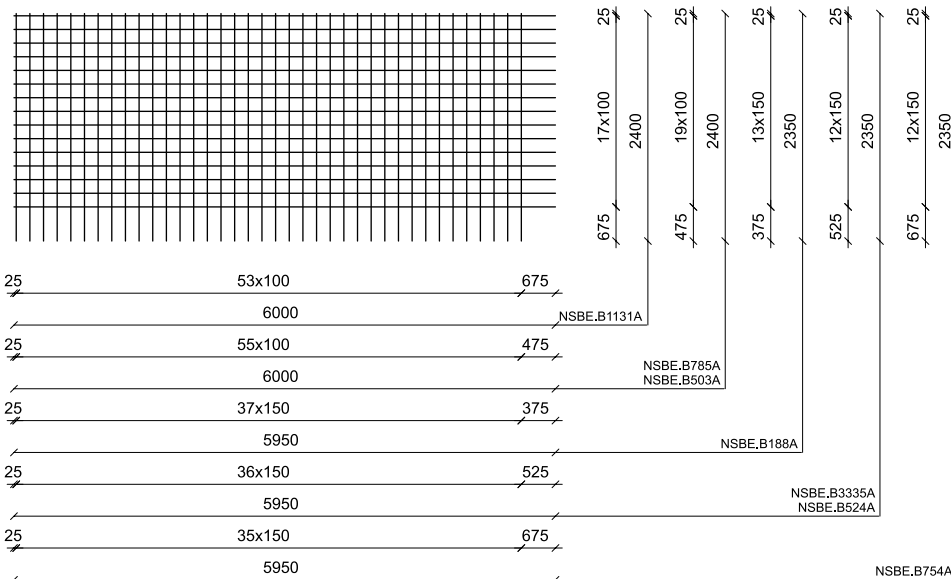 25 25 25 25 25
17x100 2400 19x100 2400 13x150 2350 12x150 2350 12x150 2350
675 475 375 525 675
25 53x100 675
6000
NSBE.B1131A
25 55x100 475
NSBE.B785A
6000
NSBE.B503A
25 37x150 375
5950
NSBE.B188A
25 36x150 525
NSBE.B3335A
5950
NSBE.B524A
25 35x150 675
5950
NSBE.B754A